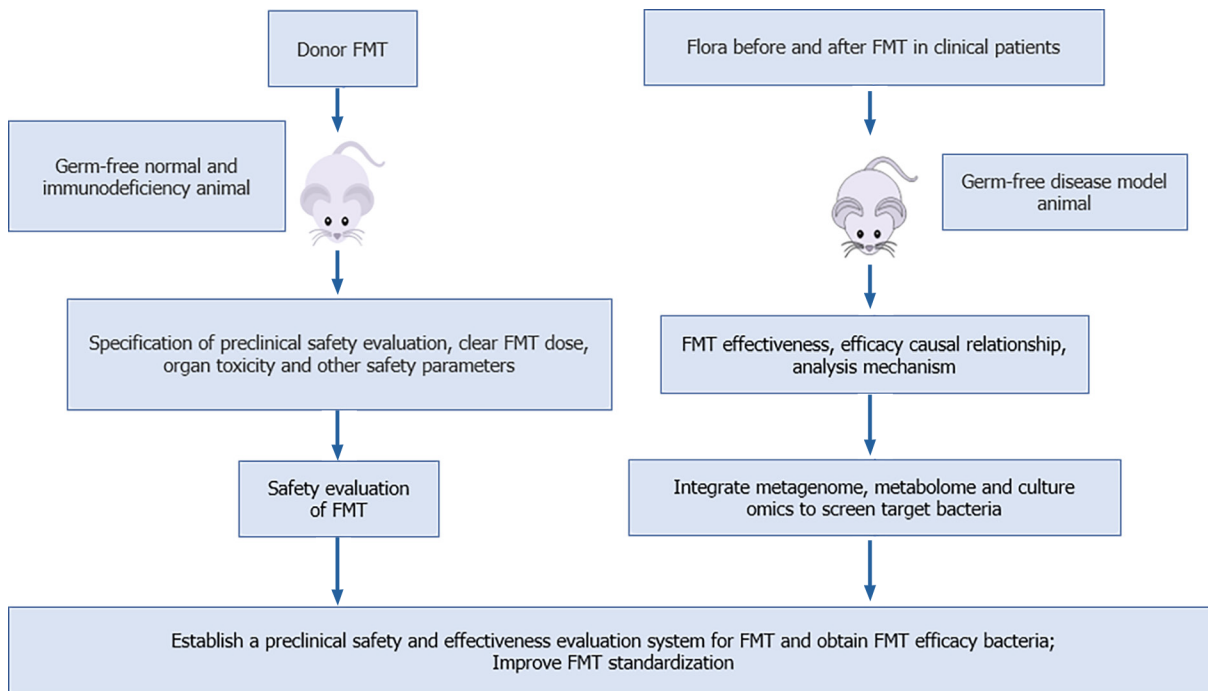 Donor FMT
Flora before and after FMT in clinical patients
Germ-free normal and
immunodeficiency animal
Germ-free disease model
animal
Specification of preclinical safety evaluation, clear FMT dose,
organ toxicity and other safety parameters
FMT effectiveness, efficacy causal relationship,
analysis mechanism
Safety evaluation
of FMT
Integrate metagenome, metabolome and culture
omics to screen target bacteria
Establish a preclinical safety and effectiveness evaluation system for FMT and obtain FMT efficacy bacteria;
Improve FMT standardization